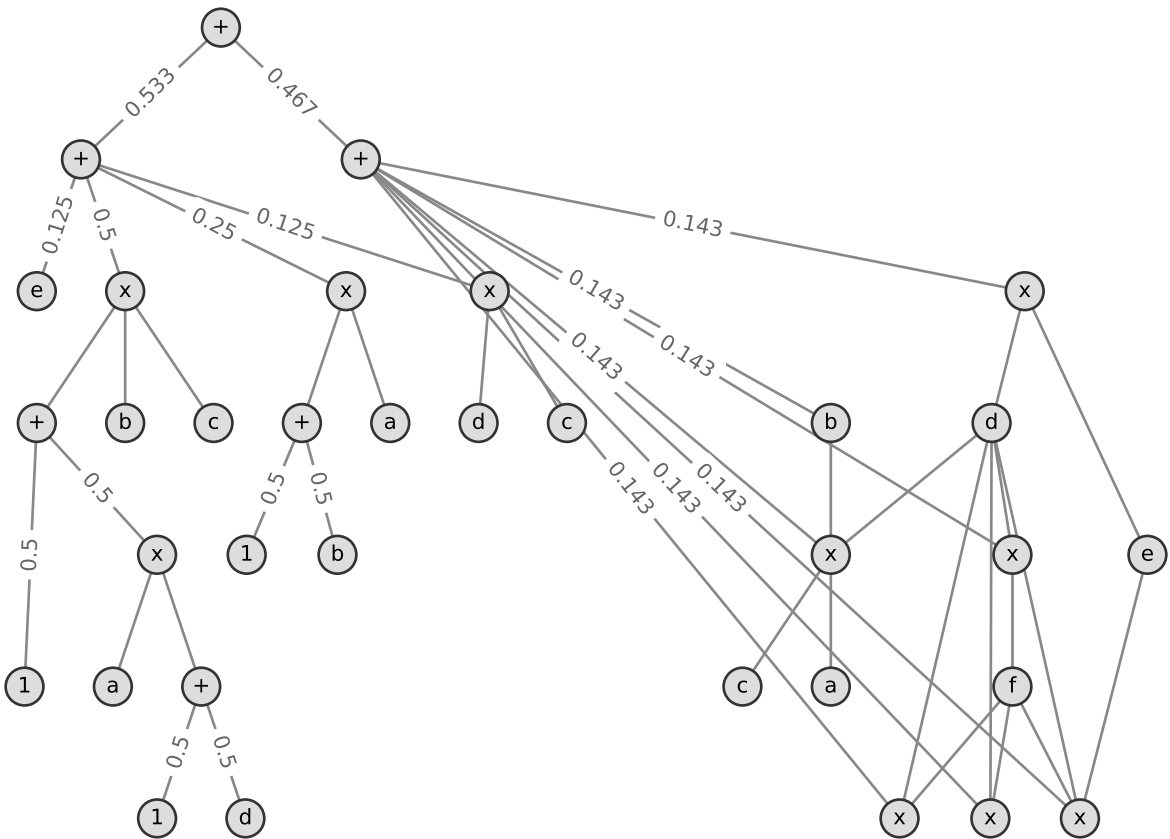 +
0.533 0.467
+ +
0.125 0.5 0.25 0.125 0.143
e x x x x
0.143
0.143 0.143
+ b c + a d c b d
0.5 0.5 0.5 0.143 0.143 0.143
0.5 x 1 b x x e
1 a + c a f
0.5 0.5
1 d x x x